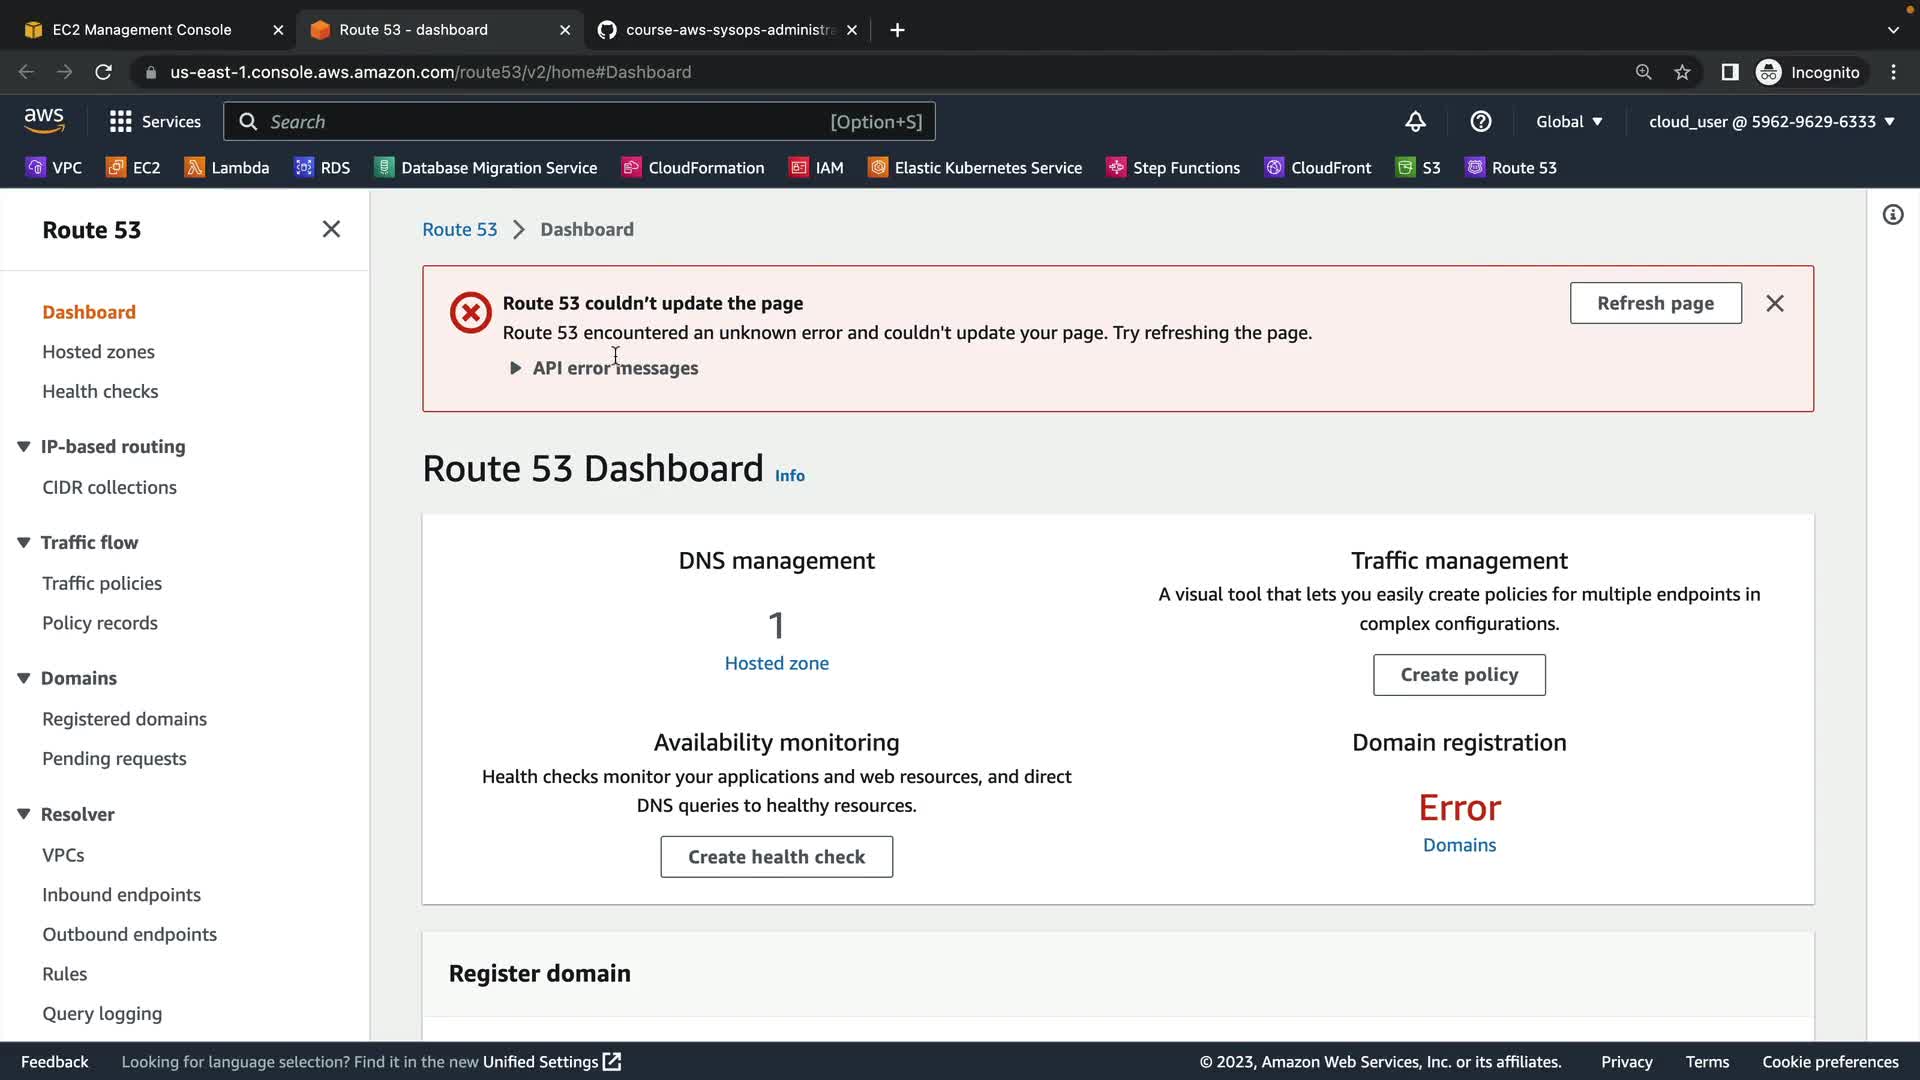 EC2 Management Console
Route 53 - dashboard
course-aws-sysops-administra
us-east-1.console.aws.amazon.com/route53/v2/home#Dashboard
Incognito
aws
Services
Search
[Option+S]
Global
cloud_user @ 5962-9629-6333
VPC
EC2
Lambda
RDS
Database Migration Service
CloudFormation
IAM
Elastic Kubernetes Service
Step Functions
CloudFront
S3
Route 53
Route 53
Dashboard
Hosted zones
Health checks
IP-based routing
CIDR collections
Traffic flow
Traffic policies
Policy records
Domains
Registered domains
Pending requests
Resolver
VPCs
Inbound endpoints
Outbound endpoints
Rules
Query logging
Route 53 > Dashboard
Route 53 couldn't update the page
Route 53 encountered an unknown error and couldn't update your page. Try refreshing the page.
API error messages
Refresh page
Route 53 Dashboard Info
DNS management
1
Hosted zone
Traffic management
A visual tool that lets you easily create policies for multiple endpoints in
complex configurations.
Create policy
Availability monitoring
Health checks monitor your applications and web resources, and direct
DNS queries to healthy resources.
Create health check
Domain registration
Error
Domains
Register domain
Feedback
Looking for language selection? Find it in the new Unified Settings
© 2023, Amazon Web Services, Inc. or its affiliates.
Privacy
Terms
Cookie preferences